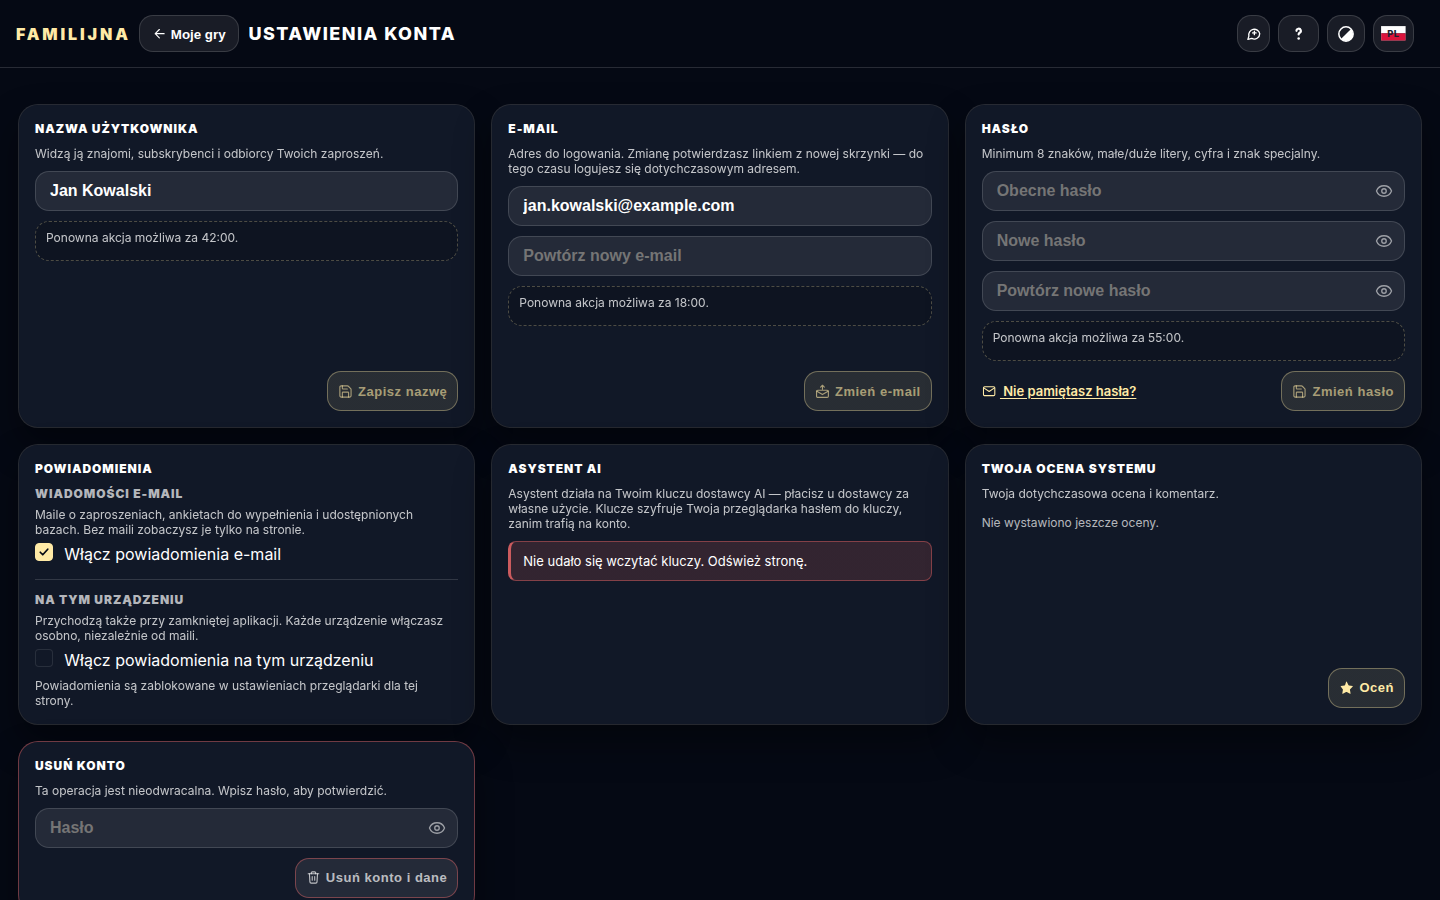 FAMILIJNA
Moje gry
USTAWIENIA KONTA
?
PL
NAZWA UŻYTKOWNIKA
Widzą ją znajomi, subskrybenci i odbiorcy Twoich zaproszeń.
Jan Kowalski
Ponowna akcja możliwa za 42:00.
Zapisz nazwę
E-MAIL
Adres do logowania. Zmianę potwierdzasz linkiem z nowej skrzynki — do
tego czasu logujesz się dotychczasowym adresem.
jan.kowalski@example.com
Powtórz nowy e-mail
Ponowna akcja możliwa za 18:00.
Zmień e-mail
HASŁO
Minimum 8 znaków, małe/duże litery, cyfra i znak specjalny.
Obecne hasło
Nowe hasło
Powtórz nowe hasło
Ponowna akcja możliwa za 55:00.
Nie pamiętasz hasła?
Zmień hasło
POWIADOMIENIA
WIADOMOŚCI E-MAIL
Maile o zaproszeniach, ankietach do wypełnienia i udostępnionych
bazach. Bez maili zobaczysz je tylko na stronie.
Włącz powiadomienia e-mail
NA TYM URZĄDZENIU
Przychodzą także przy zamkniętej aplikacji. Każde urządzenie włączasz
osobno, niezależnie od maili.
Włącz powiadomienia na tym urządzeniu
Powiadomienia są zablokowane w ustawieniach przeglądarki dla tej
strony.
ASYSTENT AI
Asystent działa na Twoim kluczu dostawcy AI — płacisz u dostawcy za
własne użycie. Klucze szyfruje Twoja przeglądarka hasłem do kluczy,
zanim trafią na konto.
Nie udało się wczytać kluczy. Odśwież stronę.
TWOJA OCENA SYSTEMU
Twoja dotychczasowa ocena i komentarz.
Nie wystawiono jeszcze oceny.
Oceń
USUŃ KONTO
Ta operacja jest nieodwracalna. Wpisz hasło, aby potwierdzić.
Hasło
Usuń konto i dane